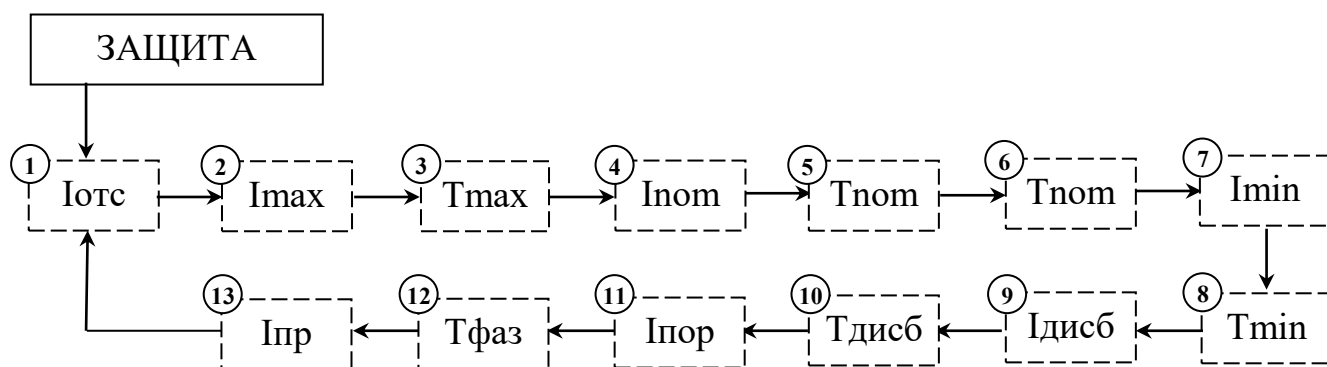 ЗАЩИТА
1 2 3 4 5 6 7
Iотс Imax Tmax Inom Tnom Tnom Imin
13 12 11 10 9 8
Iпр Tфаз Iпор Tдисб Iдисб Tmin